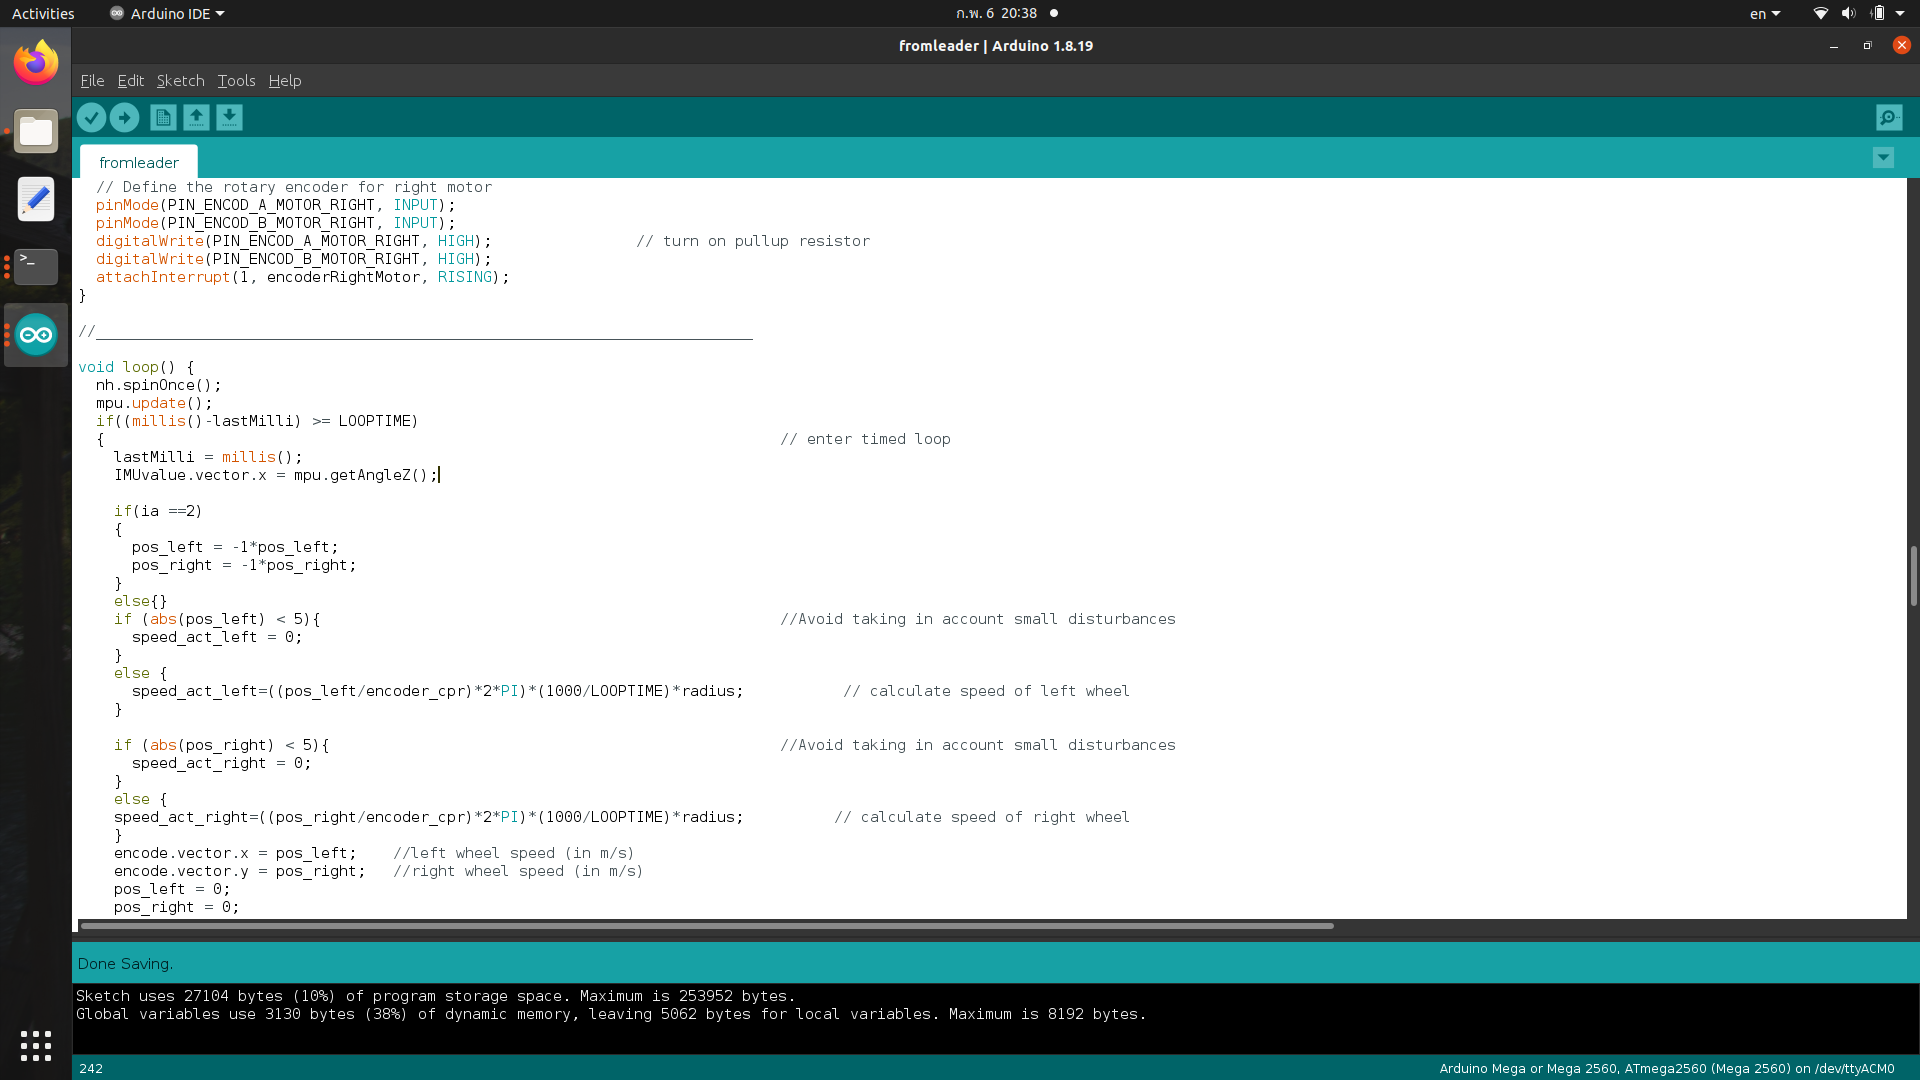 Activities
Arduino IDE
ก.พ. 6 20:38
en
fromleader | Arduino 1.8.19
File Edit Sketch Tools Help
fromleader
// Define the rotary encoder for right motor
pinMode(PIN_ENCOD_A_MOTOR_RIGHT, INPUT);
pinMode(PIN_ENCOD_B_MOTOR_RIGHT, INPUT);
digitalWrite(PIN_ENCOD_A_MOTOR_RIGHT, HIGH); // turn on pullup resistor
digitalWrite(PIN_ENCOD_B_MOTOR_RIGHT, HIGH);
attachInterrupt(1, encoderRightMotor, RISING);
}
//_________________________________________________________________________
void loop() {
nh.spinOnce();
mpu.update();
if((millis()-lastMilli) >= LOOPTIME)
{ // enter timed loop
lastMilli = millis();
IMUvalue.vector.x = mpu.getAngleZ();
if(ia ==2)
{
pos_left = -1*pos_left;
pos_right = -1*pos_right;
}
else{}
if (abs(pos_left) < 5){ //Avoid taking in account small disturbances
speed_act_left = 0;
}
else {
speed_act_left=((pos_left/encoder_cpr)*2*PI)*(1000/LOOPTIME)*radius; // calculate speed of left wheel
}
if (abs(pos_right) < 5){ //Avoid taking in account small disturbances
speed_act_right = 0;
}
else {
speed_act_right=((pos_right/encoder_cpr)*2*PI)*(1000/LOOPTIME)*radius; // calculate speed of right wheel
}
encode.vector.x = pos_left; //left wheel speed (in m/s)
encode.vector.y = pos_right; //right wheel speed (in m/s)
pos_left = 0;
pos_right = 0;
Done Saving.
Sketch uses 27104 bytes (10%) of program storage space. Maximum is 253952 bytes.
Global variables use 3130 bytes (38%) of dynamic memory, leaving 5062 bytes for local variables. Maximum is 8192 bytes.
242
Arduino Mega or Mega 2560, ATmega2560 (Mega 2560) on /dev/ttyACM0